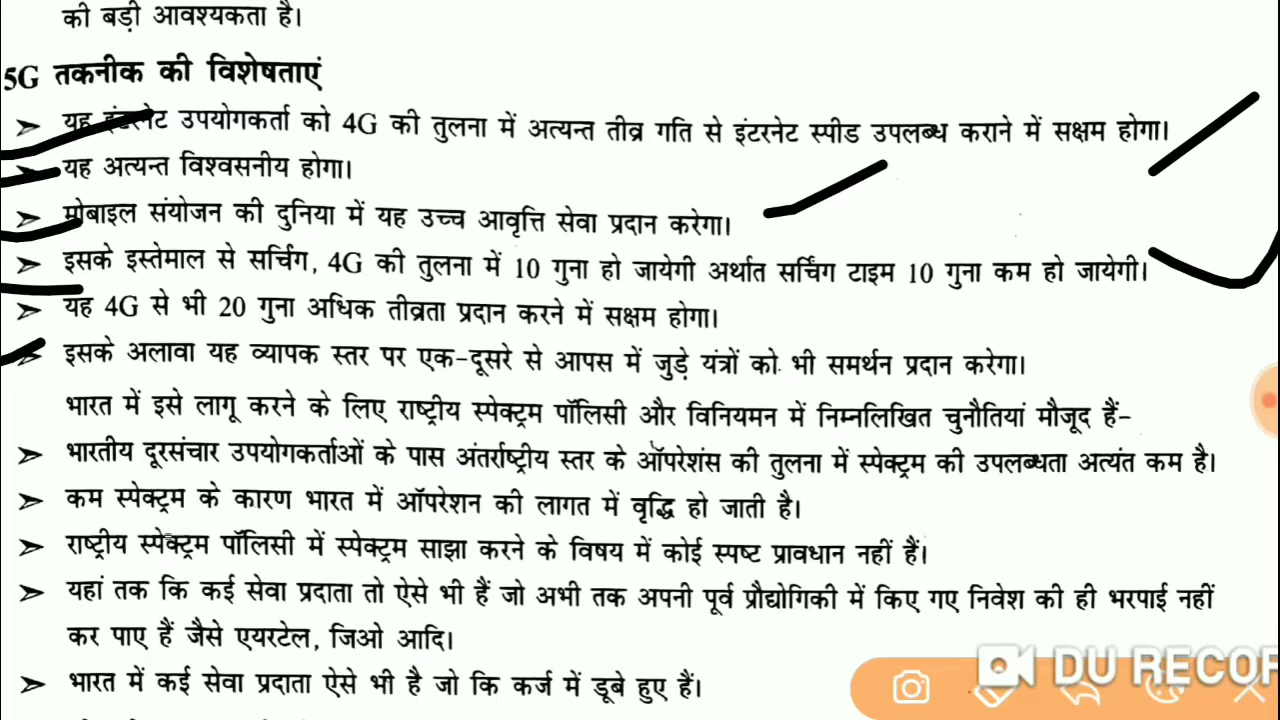 की बड़ी आवश्यकता है।
5G तकनीक की विशेषताएं
➢ यह इंटरनेट उपयोगकर्ता को 4G की तुलना में अत्यन्त तीव्र गति से इंटरनेट स्पीड उपलब्ध कराने में सक्षम होगा।
➢ यह अत्यन्त विश्वसनीय होगा।
➢ मोबाइल संयोजन की दुनिया में यह उच्च आवृत्ति सेवा प्रदान करेगा।
➢ इसके इस्तेमाल से सर्चिंग, 4G की तुलना में 10 गुना हो जायेगी अर्थात सर्चिंग टाइम 10 गुना कम हो जायेगी।
➢ यह 4G से भी 20 गुना अधिक तीव्रता प्रदान करने में सक्षम होगा।
➢ इसके अलावा यह व्यापक स्तर पर एक-दूसरे से आपस में जुड़े यंत्रों को भी समर्थन प्रदान करेगा।
भारत में इसे लागू करने के लिए राष्ट्रीय स्पेक्ट्रम पॉलिसी और विनियमन में निम्नलिखित चुनौतियां मौजूद हैं-
➢ भारतीय दूरसंचार उपयोगकर्ताओं के पास अंतर्राष्ट्रीय स्तर के ऑपरेशंस की तुलना में स्पेक्ट्रम की उपलब्धता अत्यंत कम है।
➢ कम स्पेक्ट्रम के कारण भारत में ऑपरेशन की लागत में वृद्धि हो जाती है।
➢ राष्ट्रीय स्पेक्ट्रम पॉलिसी में स्पेक्ट्रम साझा करने के विषय में कोई स्पष्ट प्रावधान नहीं हैं।
➢ यहां तक कि कई सेवा प्रदाता तो ऐसे भी हैं जो अभी तक अपनी पूर्व प्रौद्योगिकी में किए गए निवेश की ही भरपाई नहीं
कर पाए हैं जैसे एयरटेल, जिओ आदि।
➢ भारत में कई सेवा प्रदाता ऐसे भी है जो कि कर्ज में डूबे हुए हैं।
DU RECOR